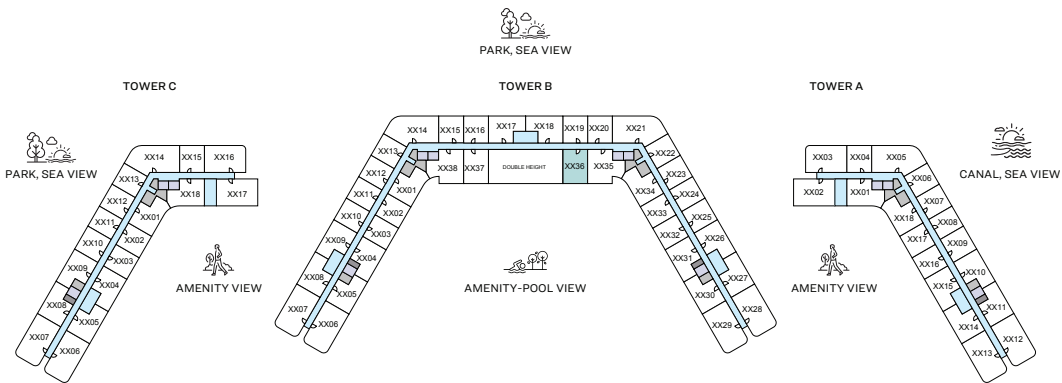 PARK, SEA VIEW
TOWER C
TOWER B
TOWER A
PARK, SEA VIEW
CANAL, SEA VIEW
AMENITY VIEW
AMENITY-POOL VIEW
AMENITY VIEW
XX14
XX15
XX16
XX13
XX18
XX17
XX12
XX01
XX11
XX02
XX10
XX03
XX09
XX04
XX08
XX05
XX07
XX06
XX14
XX15
XX16
XX17
XX18
XX19
XX20
XX21
XX13
XX38
XX37
DOUBLE HEIGHT
XX36
XX35
XX22
XX12
XX01
XX34
XX23
XX11
XX02
XX33
XX24
XX10
XX03
XX32
XX25
XX09
XX04
XX31
XX26
XX08
XX05
XX30
XX27
XX07
XX06
XX29
XX28
XX03
XX04
XX05
XX02
XX01
XX06
XX18
XX07
XX17
XX08
XX16
XX09
XX15
XX10
XX14
XX11
XX13
XX12